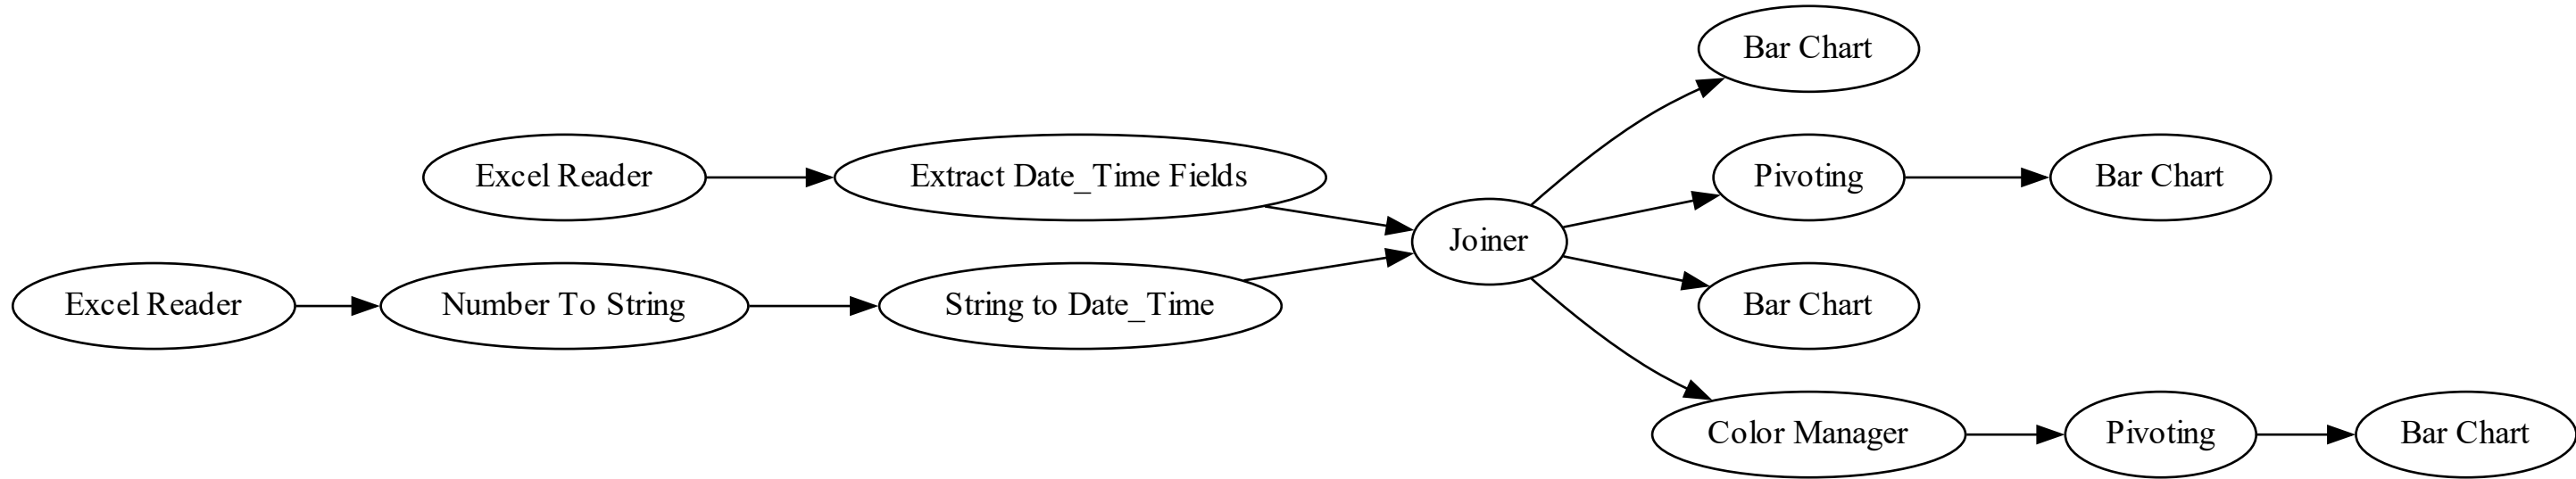 Bar Chart
Excel Reader
Extract Date_Time Fields
Pivoting
Bar Chart
Joiner
Excel Reader
Number To String
String to Date_Time
Bar Chart
Color Manager
Pivoting
Bar Chart